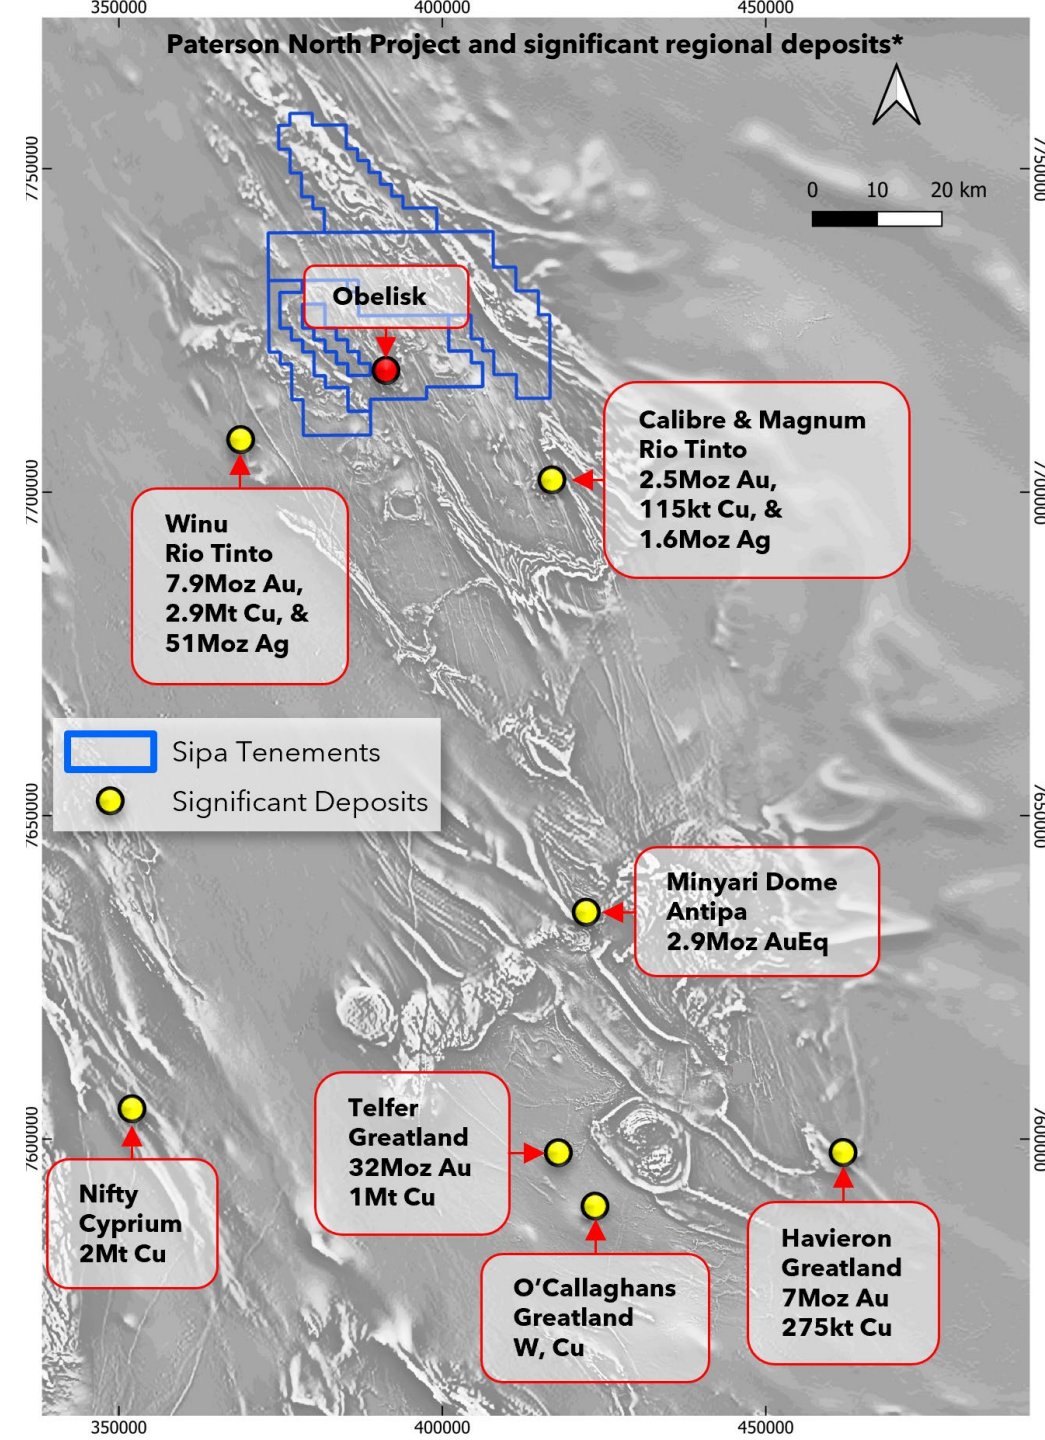 350000
400000
450000
Paterson North Project and significant regional deposits*
7750000
7750000
0 10 20 km
Obelisk
Calibre & Magnum
Rio Tinto
2.5Moz Au,
115kt Cu, &
1.6Moz Ag
7700000
7700000
Winu
Rio Tinto
7.9Moz Au,
2.9Mt Cu, &
51Moz Ag
Sipa Tenements
Significant Deposits
7650000
7650000
Minyari Dome
Antipa
2.9Moz AuEq
7600000
7600000
Telfer
Greatland
32Moz Au
1Mt Cu
Nifty
Cyprium
2Mt Cu
O'Callaghans
Greatland
W, Cu
Havieron
Greatland
7Moz Au
275kt Cu
350000
400000
450000